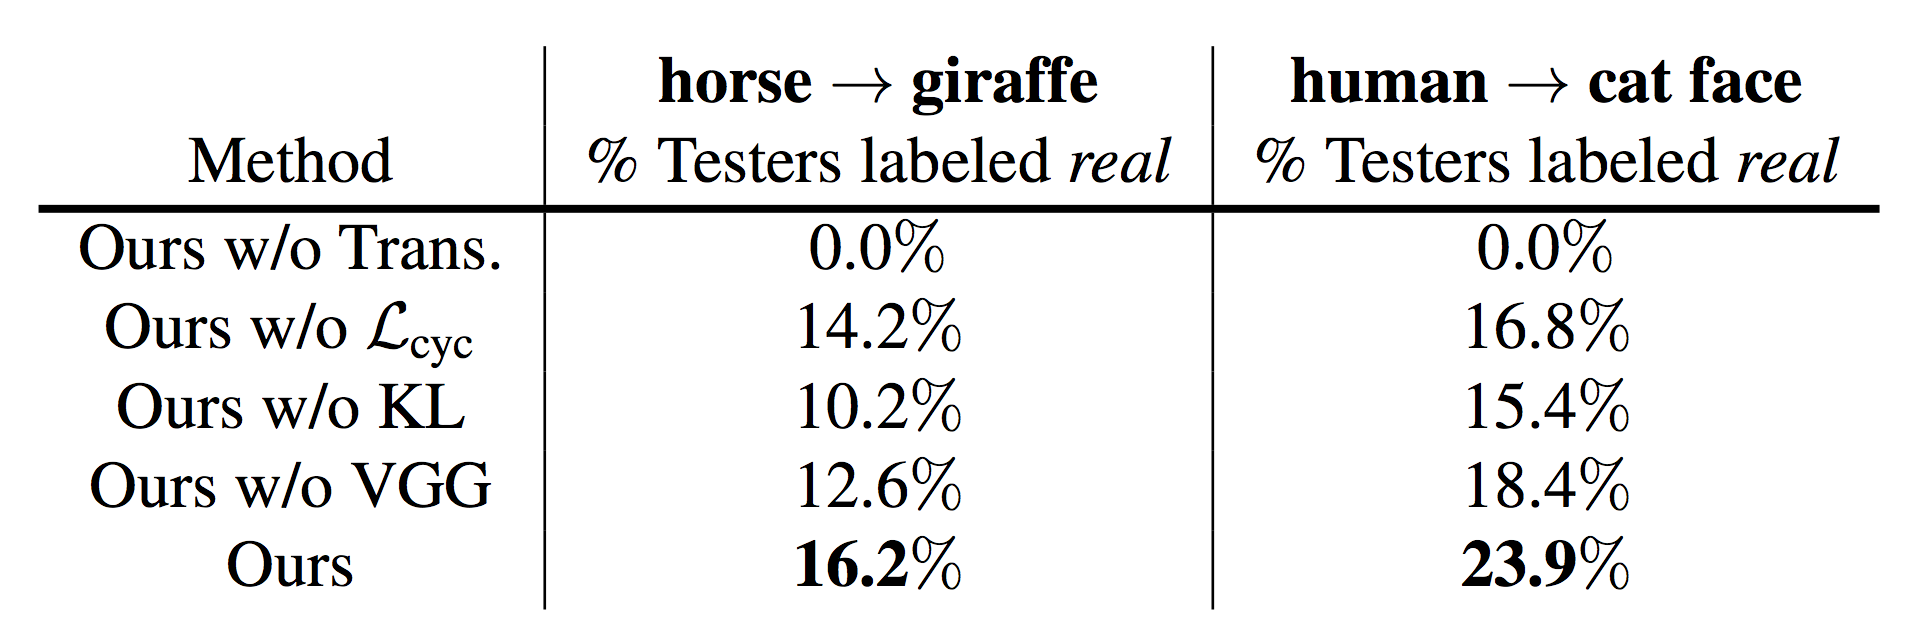 horse → giraffe human → cat face
Method % Testers labeled real % Testers labeled real
Ours w/o Trans. 0.0% 0.0%
Ours w/o ℒcyc 14.2% 16.8%
Ours w/o KL 10.2% 15.4%
Ours w/o VGG 12.6% 18.4%
Ours 16.2% 23.9%